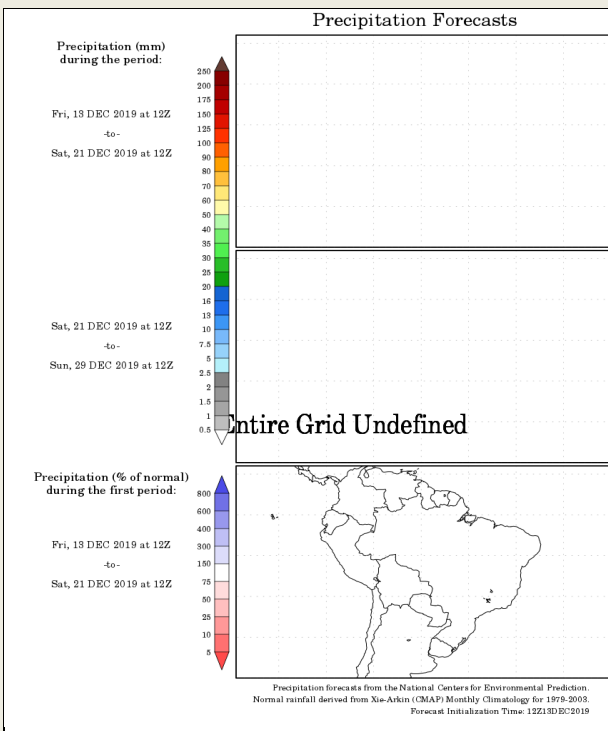 Precipitation Forecasts
Precipitation (mm)
during the period:
Fri, 13 DEC 2019 at 12Z
-to-
Sat, 21 DEC 2019 at 12Z
250
200
175
150
125
100
90
80
70
60
50
40
35
30
25
20
16
13
10
7.5
5
2.5
2
1.5
1
0.5
Sat, 21 DEC 2019 at 12Z
-to-
Sun, 29 DEC 2019 at 12Z
Entire Grid Undefined
Precipitation (% of normal)
during the first period:
Fri, 13 DEC 2019 at 12Z
-to-
Sat, 21 DEC 2019 at 12Z
800
600
400
300
150
75
50
25
10
5
Precipitation forecasts from the National Centers for Environmental Prediction.
Normal rainfall derived from Xie-Arkin (CMAP) Monthly Climatology for 1979-2003.
Forecast Initialization Time: 12Z13DEC2019